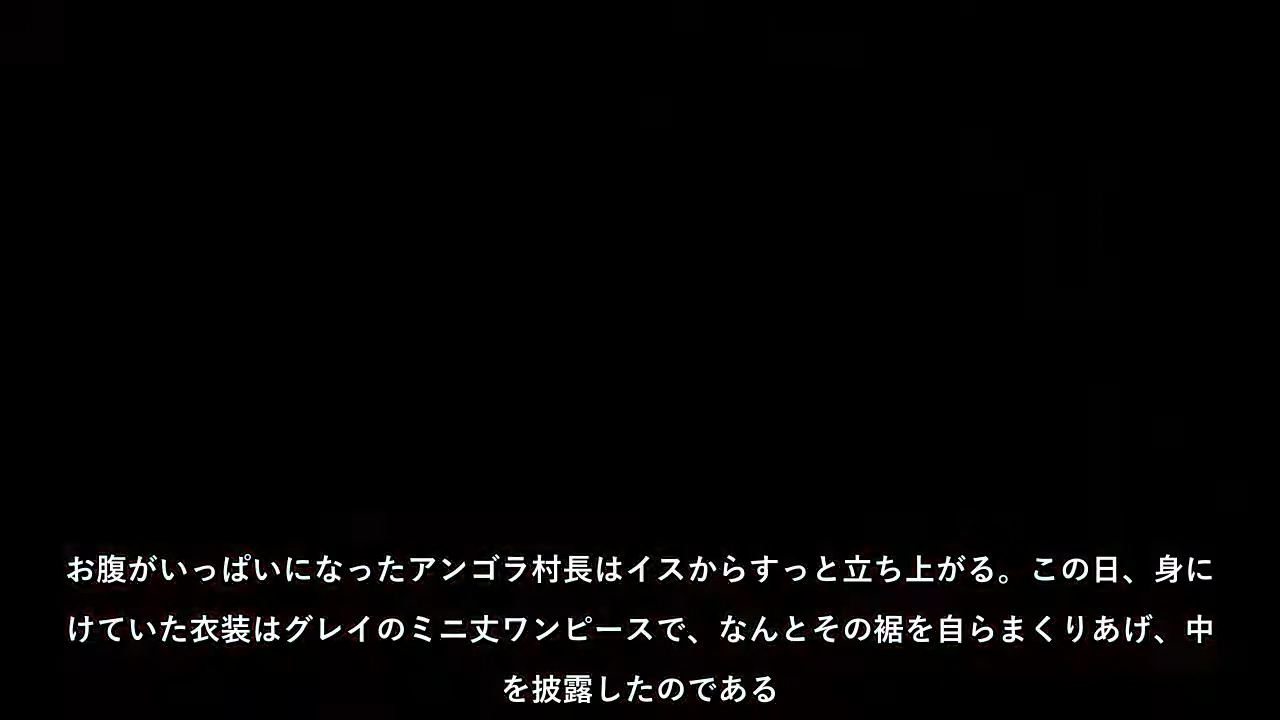 お腹がいっぱいになったアンゴラ村長はイスからすっと立ち上がる。この日、身に
けていた衣装はグレイのミニ丈ワンピースで、なんとその裾を自らまくりあげ、中
を披露したのである